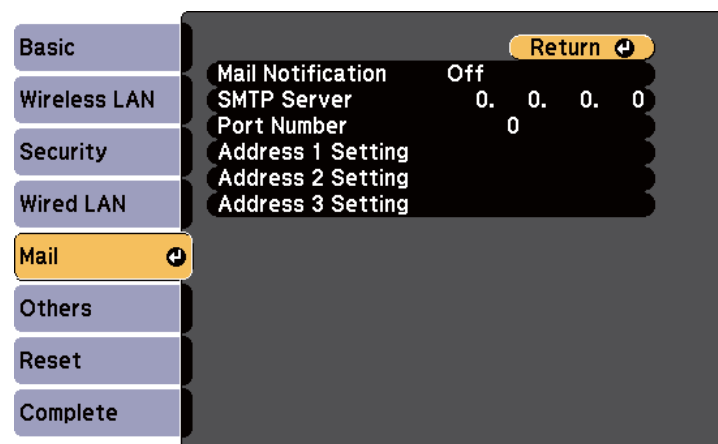 Basic
Wireless LAN
Security
Wired LAN
Mail
Others
Reset
Complete
Return
Mail Notification Off
SMTP Server 0. 0. 0. 0
Port Number 0
Address 1 Setting
Address 2 Setting
Address 3 Setting